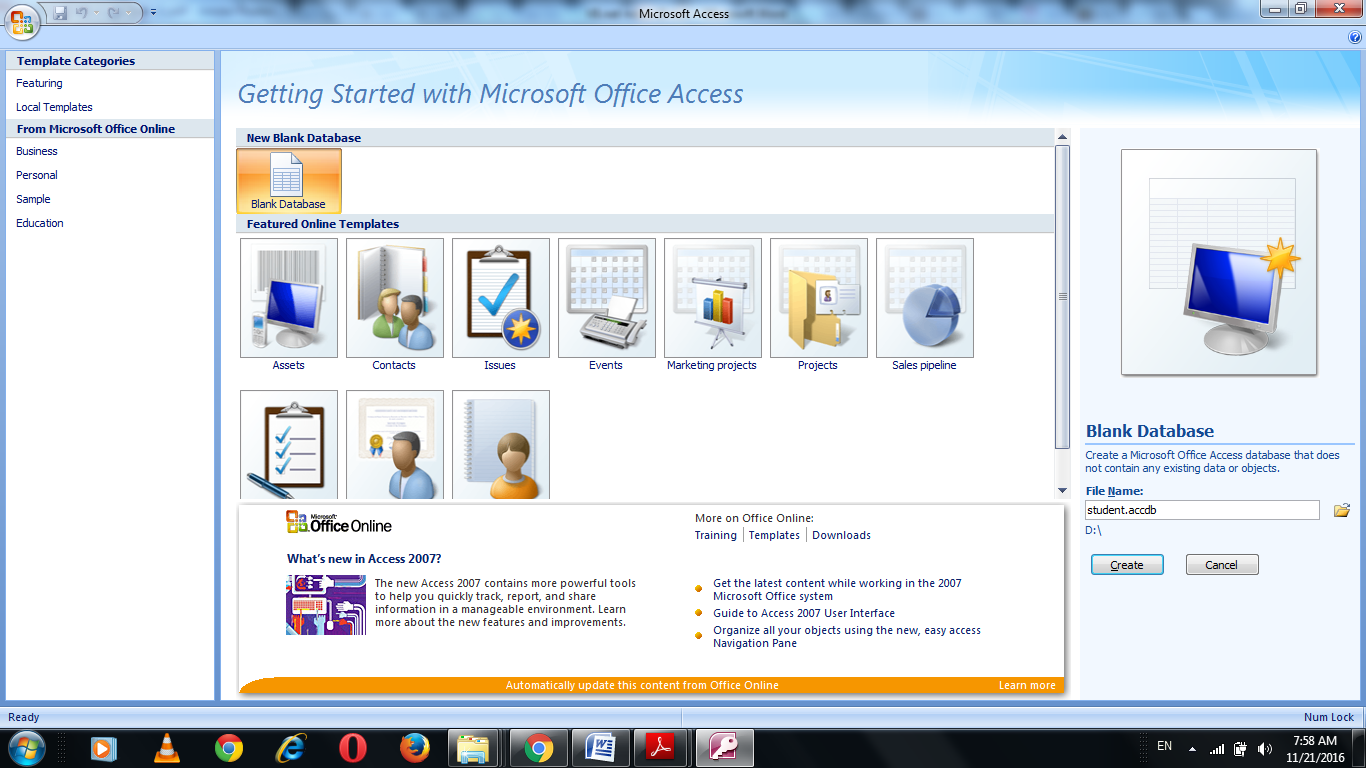 Microsoft Access
Template Categories
Featuring
Local Templates
From Microsoft Office Online
Business
Personal
Sample
Education
Getting Started with Microsoft Office Access
New Blank Database
Blank Database
Featured Online Templates
Assets
Contacts
Issues
Events
Marketing projects
Projects
Sales pipeline
Microsoft®
Office Online
What's new in Access 2007?
The new Access 2007 contains more powerful tools
to help you quickly track, report, and share
information in a manageable environment. Learn
more about the new features and improvements.
More on Office Online:
Training | Templates | Downloads
Get the latest content while working in the 2007
Microsoft Office system
Guide to Access 2007 User Interface
Organize all your objects using the new, easy access
Navigation Pane
Automatically update this content from Office Online
Learn more
Blank Database
Create a Microsoft Office Access database that does
not contain any existing data or objects.
File Name:
student.accdb
D:\
Create
Cancel
Ready
Num Lock
EN
7:58 AM
11/21/2016